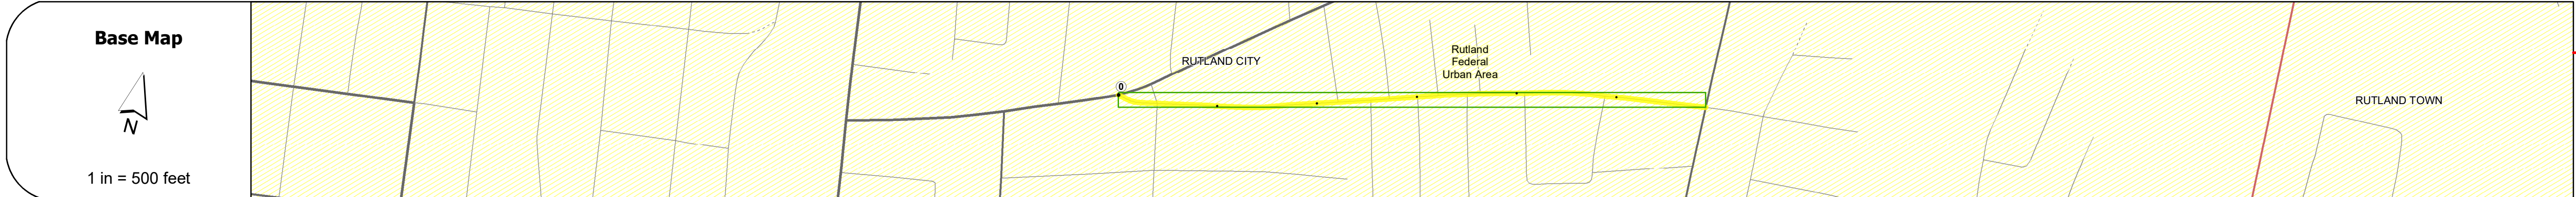 Base Map
N
1 in = 500 feet
0
RUTLAND CITY
Rutland
Federal
Urban Area
RUTLAND TOWN